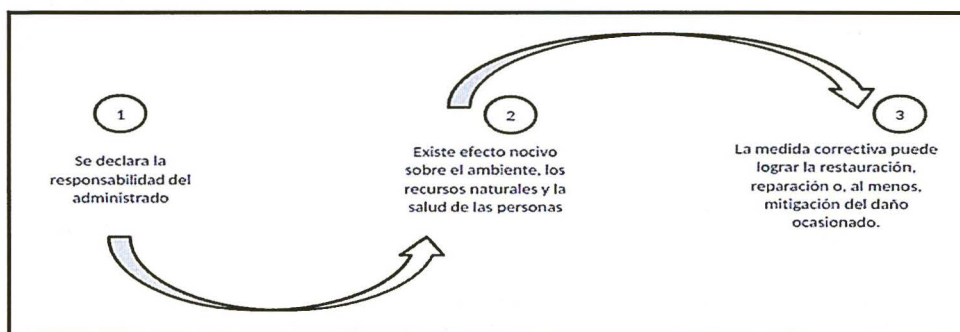 1
Se declara la
responsabilidad del
administrado
2
Existe efecto nocivo
sobre el ambiente, los
recursos naturales y la
salud de las personas
3
La medida correctiva puede
lograr la restauración,
reparación o, al menos,
mitigación del daño
ocasionado.